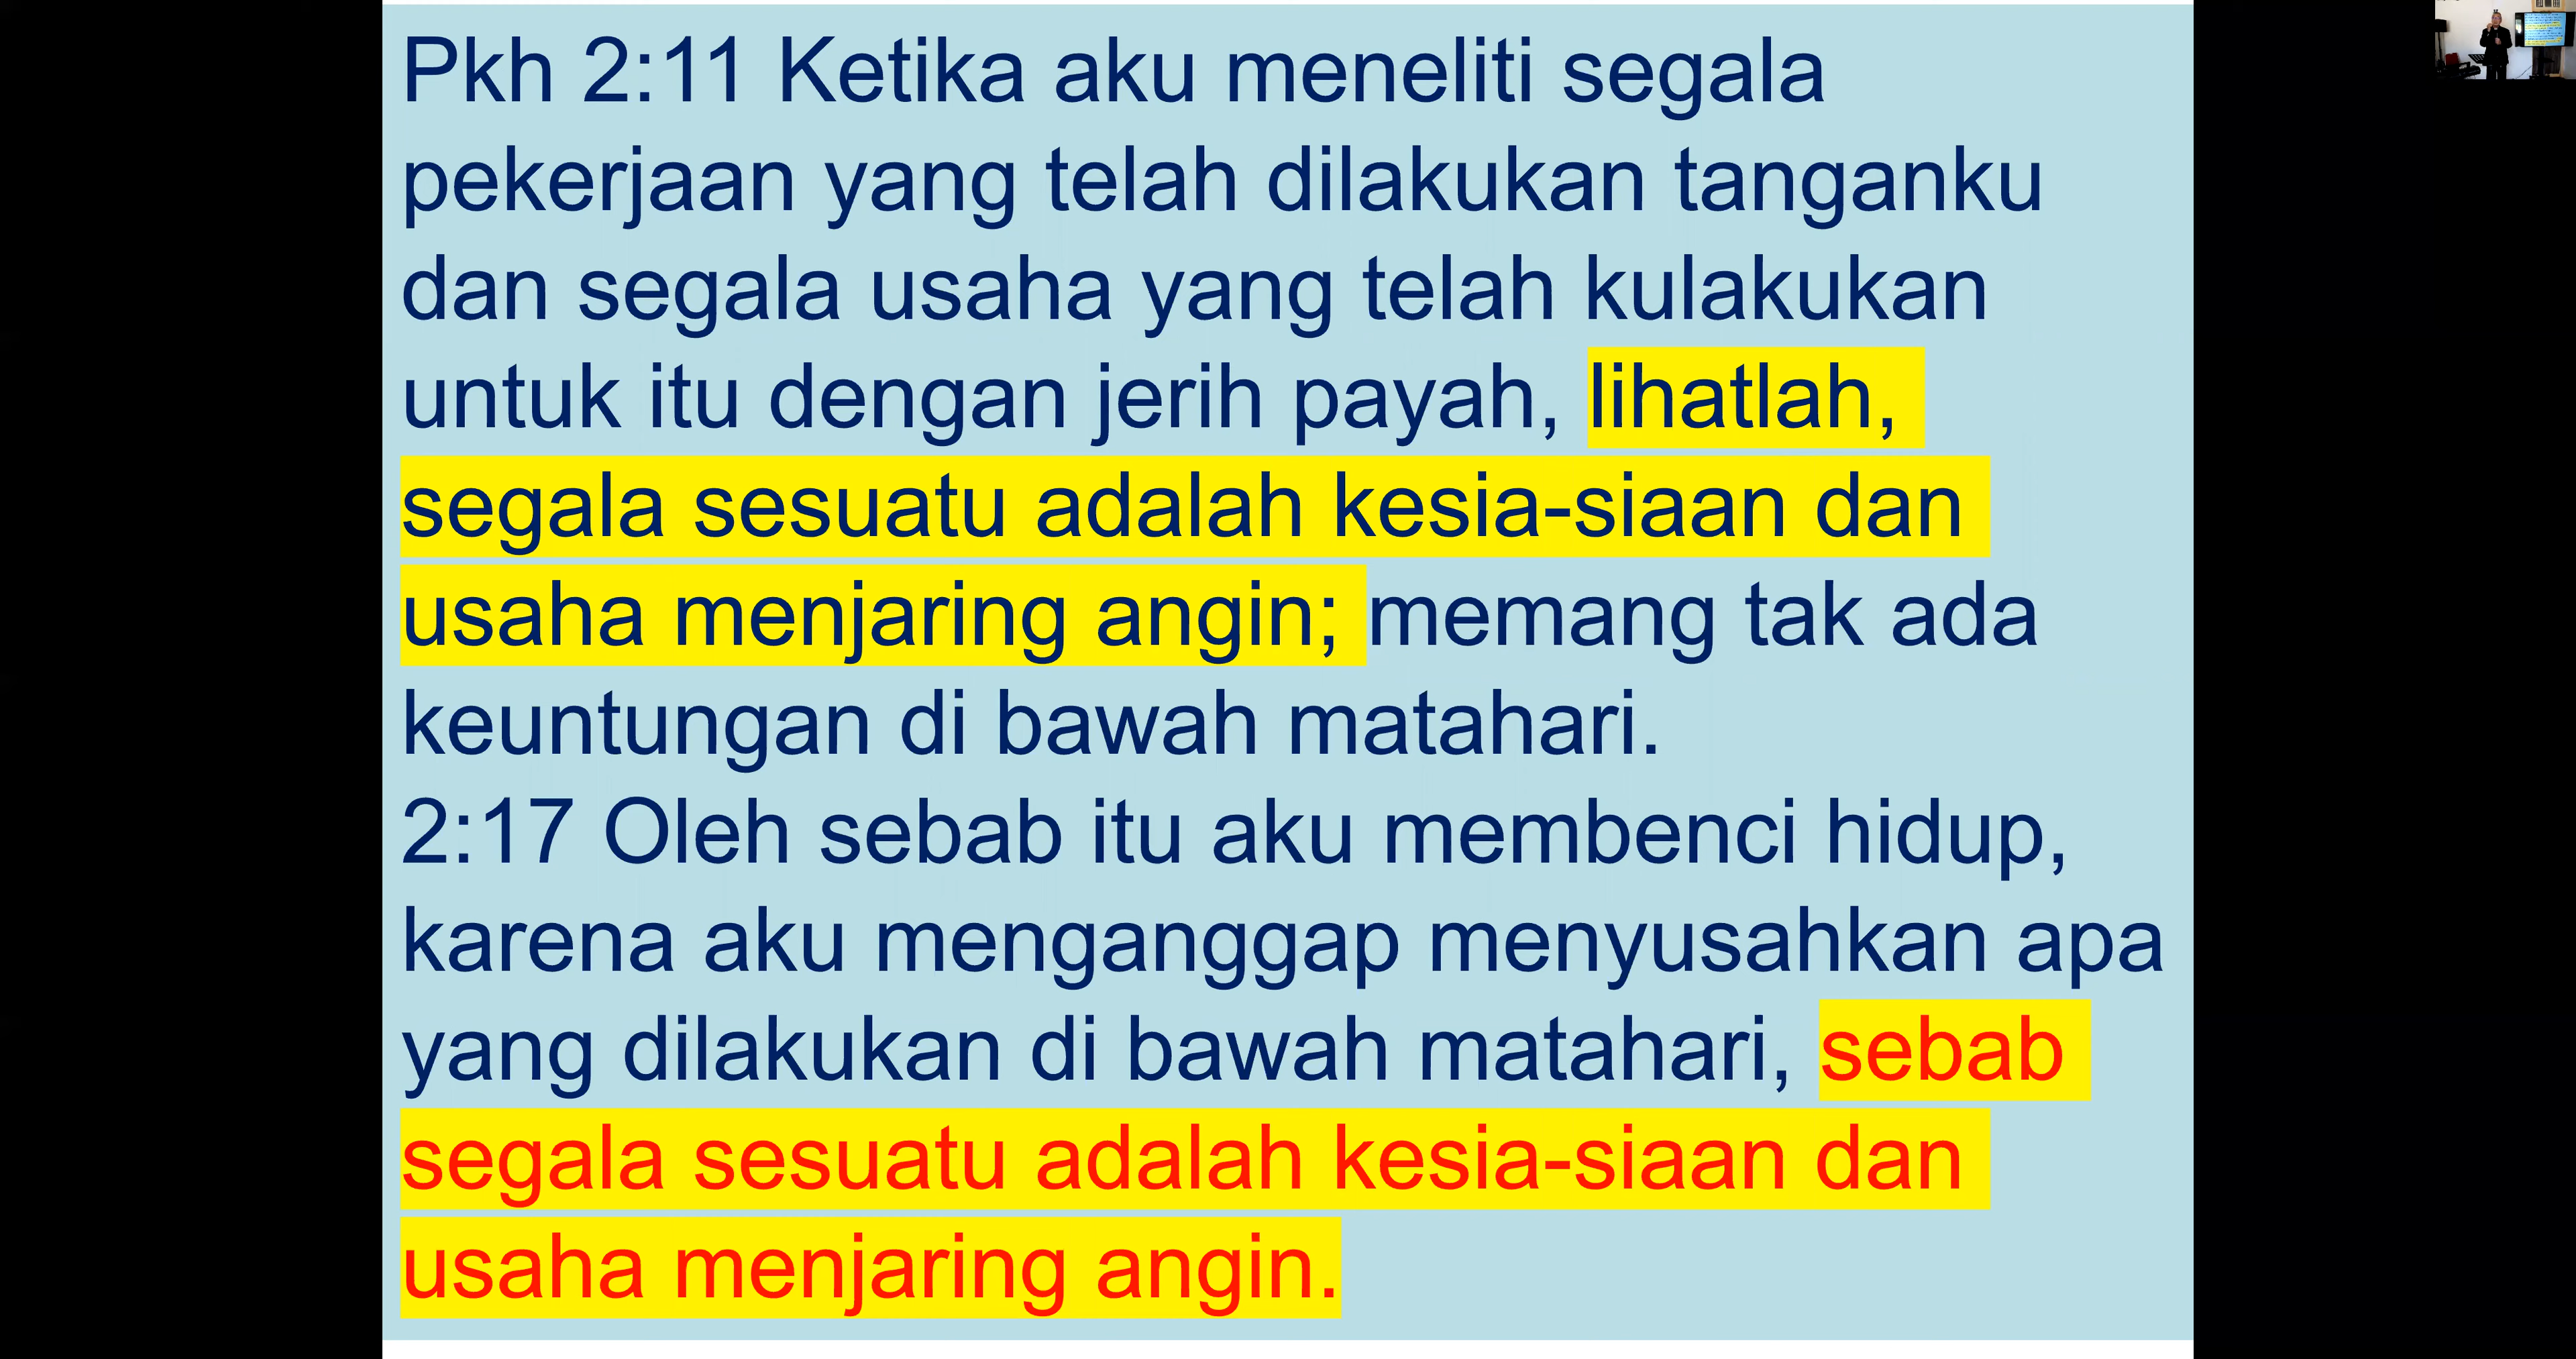 Pkh 2:11 Ketika aku meneliti segala
pekerjaan yang telah dilakukan tanganku
dan segala usaha yang telah kulakukan
untuk itu dengan jerih payah, lihatlah,
segala sesuatu adalah kesia-siaan dan
usaha menjaring angin; memang tak ada
keuntungan di bawah matahari.
2:17 Oleh sebab itu aku membenci hidup,
karena aku menganggap menyusahkan apa
yang dilakukan di bawah matahari, sebab
segala sesuatu adalah kesia-siaan dan
usaha menjaring angin.